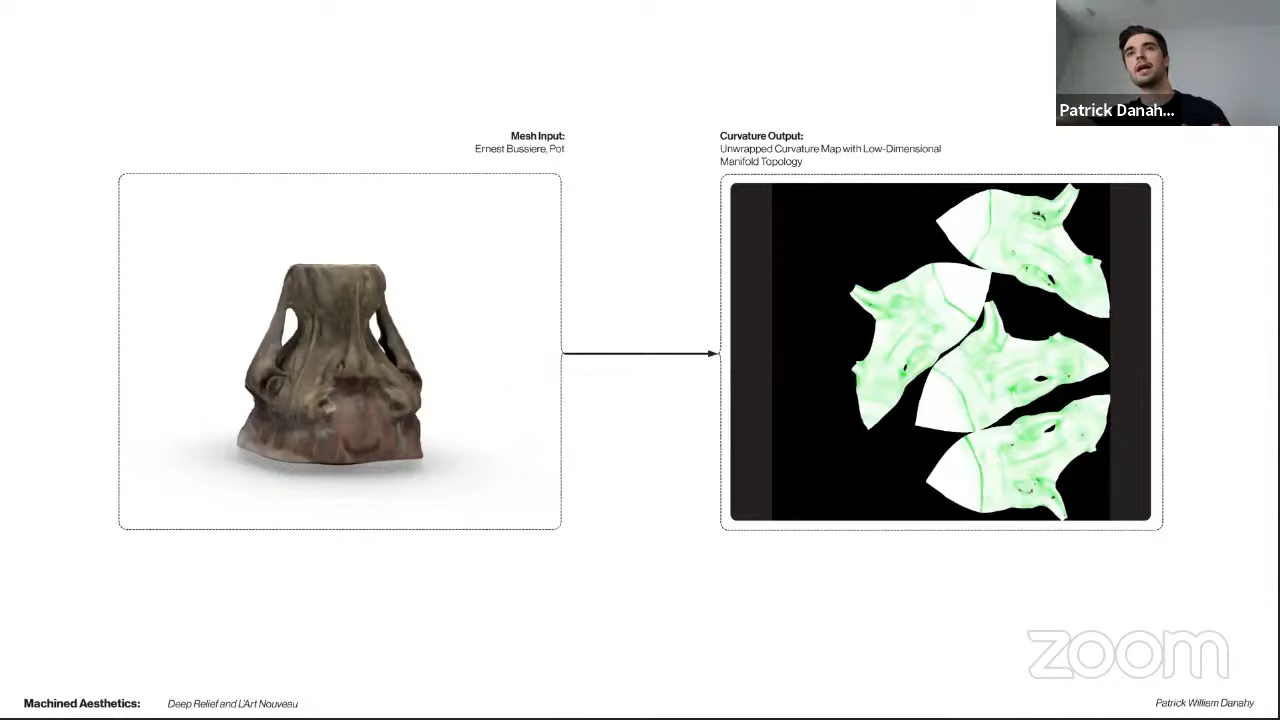 Patrick Danah...
Mesh Input:
Ernest Bussiere, Pot
Curvature Output:
Unwrapped Curvature Map with Low-Dimensional
Manifold Topology
zoom
Machined Aesthetics:
Deep Relief and L'Art Nouveau
Patrick William Danahy